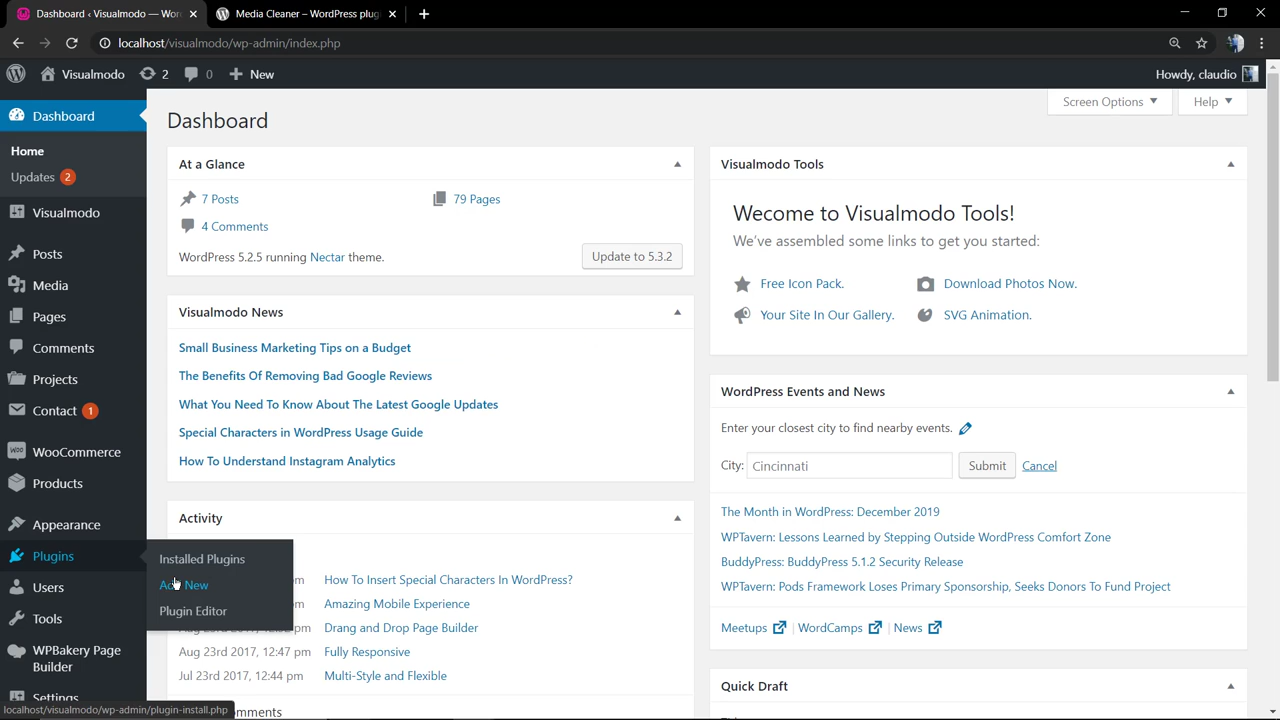 Dashboard ‹ Visualmodo — Wor
Media Cleaner – WordPress plug
localhost/visualmodo/wp-admin/index.php
Visualmodo
2
0
New
Howdy, claudio
Dashboard
Home
Updates 2
Visualmodo
Posts
Media
Pages
Comments
Projects
Contact 1
WooCommerce
Products
Appearance
Plugins
Users
Tools
WPBakery Page
Builder
Settings
Installed Plugins
Add New
Plugin Editor
localhost/visualmodo/wp-admin/plugin-install.php
Screen Options
Help
Dashboard
At a Glance
7 Posts
79 Pages
4 Comments
WordPress 5.2.5 running Nectar theme.
Update to 5.3.2
Visualmodo News
Small Business Marketing Tips on a Budget
The Benefits Of Removing Bad Google Reviews
What You Need To Know About The Latest Google Updates
Special Characters in WordPress Usage Guide
How To Understand Instagram Analytics
Activity
pm How To Insert Special Characters In WordPress?
pm Amazing Mobile Experience
pm Drang and Drop Page Builder
Aug 23rd 2017, 12:47 pm Fully Responsive
Jul 23rd 2017, 12:44 pm Multi-Style and Flexible
Visualmodo Tools
Wecome to Visualmodo Tools!
We've assembled some links to get you started:
Free Icon Pack.
Download Photos Now.
Your Site In Our Gallery.
SVG Animation.
WordPress Events and News
Enter your closest city to find nearby events.
City: Cincinnati Submit Cancel
The Month in WordPress: December 2019
WPTavern: Lessons Learned by Stepping Outside WordPress Comfort Zone
BuddyPress: BuddyPress 5.1.2 Security Release
WPTavern: Pods Framework Loses Primary Sponsorship, Seeks Donors To Fund Project
Meetups | WordCamps | News
Quick Draft